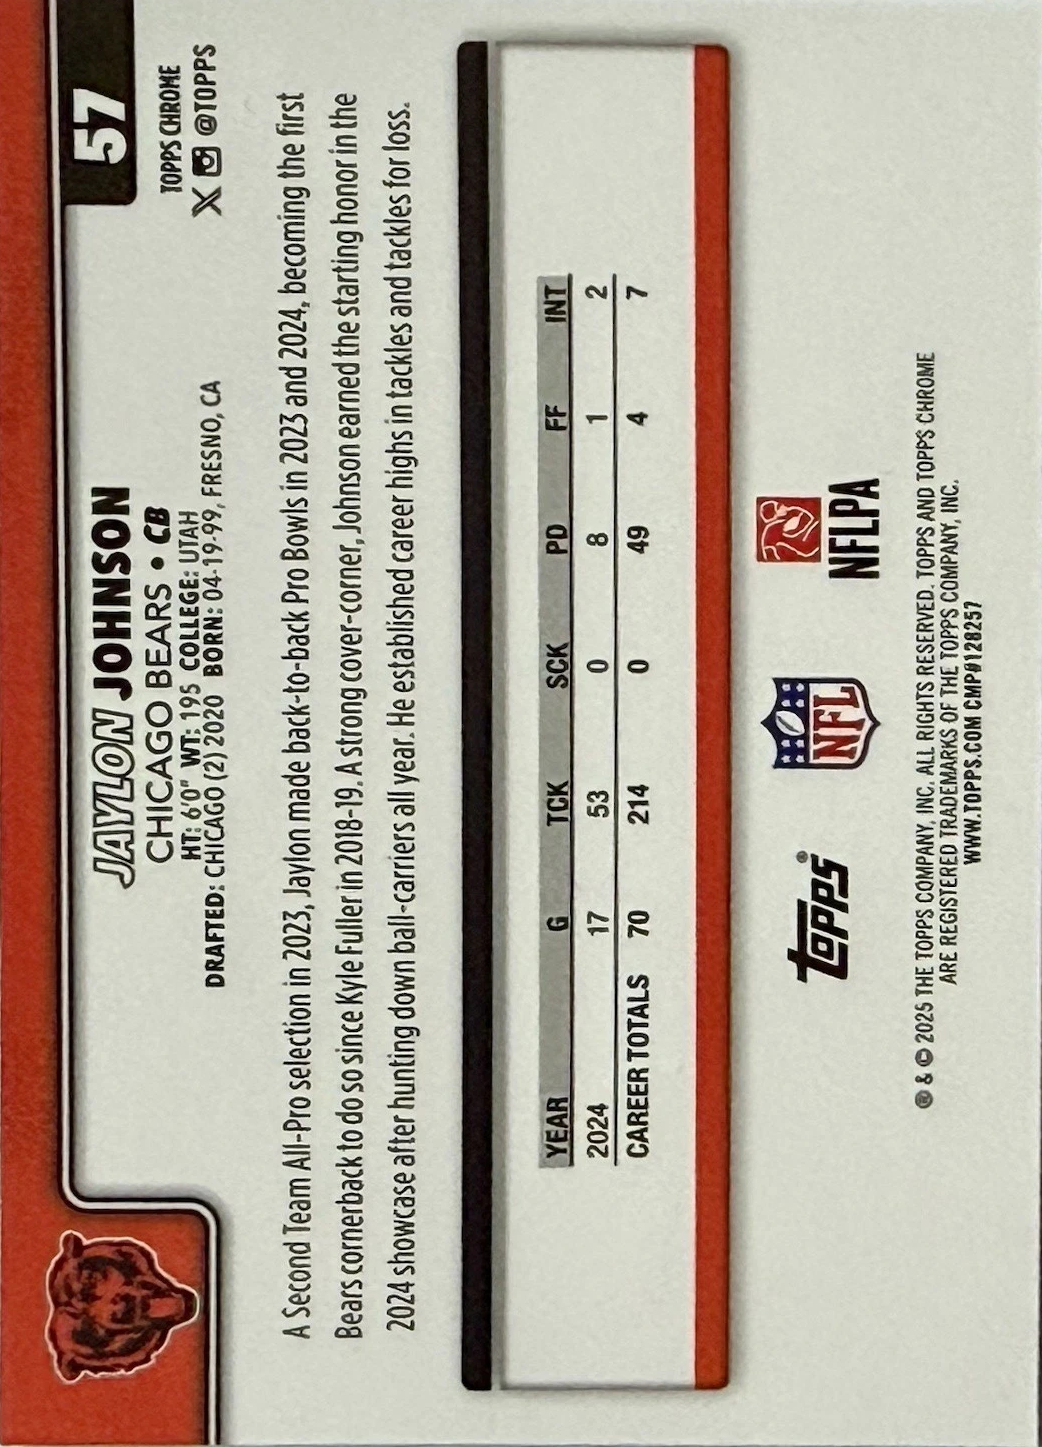 57
JAYLON JOHNSON
CHICAGO BEARS • CB
HT: 6'0" WT: 195 COLLEGE: UTAH
DRAFTED: CHICAGO (2) 2020 BORN: 04-19-99, FRESNO, CA
TOPPS CHROME
X @TOPPS
A Second Team All-Pro selection in 2023, Jaylon made back-to-back Pro Bowls in 2023 and 2024, becoming the first
Bears cornerback to do so since Kyle Fuller in 2018-19. A strong cover-corner, Johnson earned the starting honor in the
2024 showcase after hunting down ball-carriers all year. He established career highs in tackles and tackles for loss.
YEAR G TCK SCK PD FF INT
2024 17 53 0 8 1 2
CAREER TOTALS 70 214 0 49 4 7
Topps® NFL NFLPA
® & © 2025 THE TOPPS COMPANY, INC. ALL RIGHTS RESERVED. TOPPS AND TOPPS CHROME
ARE REGISTERED TRADEMARKS OF THE TOPPS COMPANY, INC.
WWW.TOPPS.COM CMP#128257